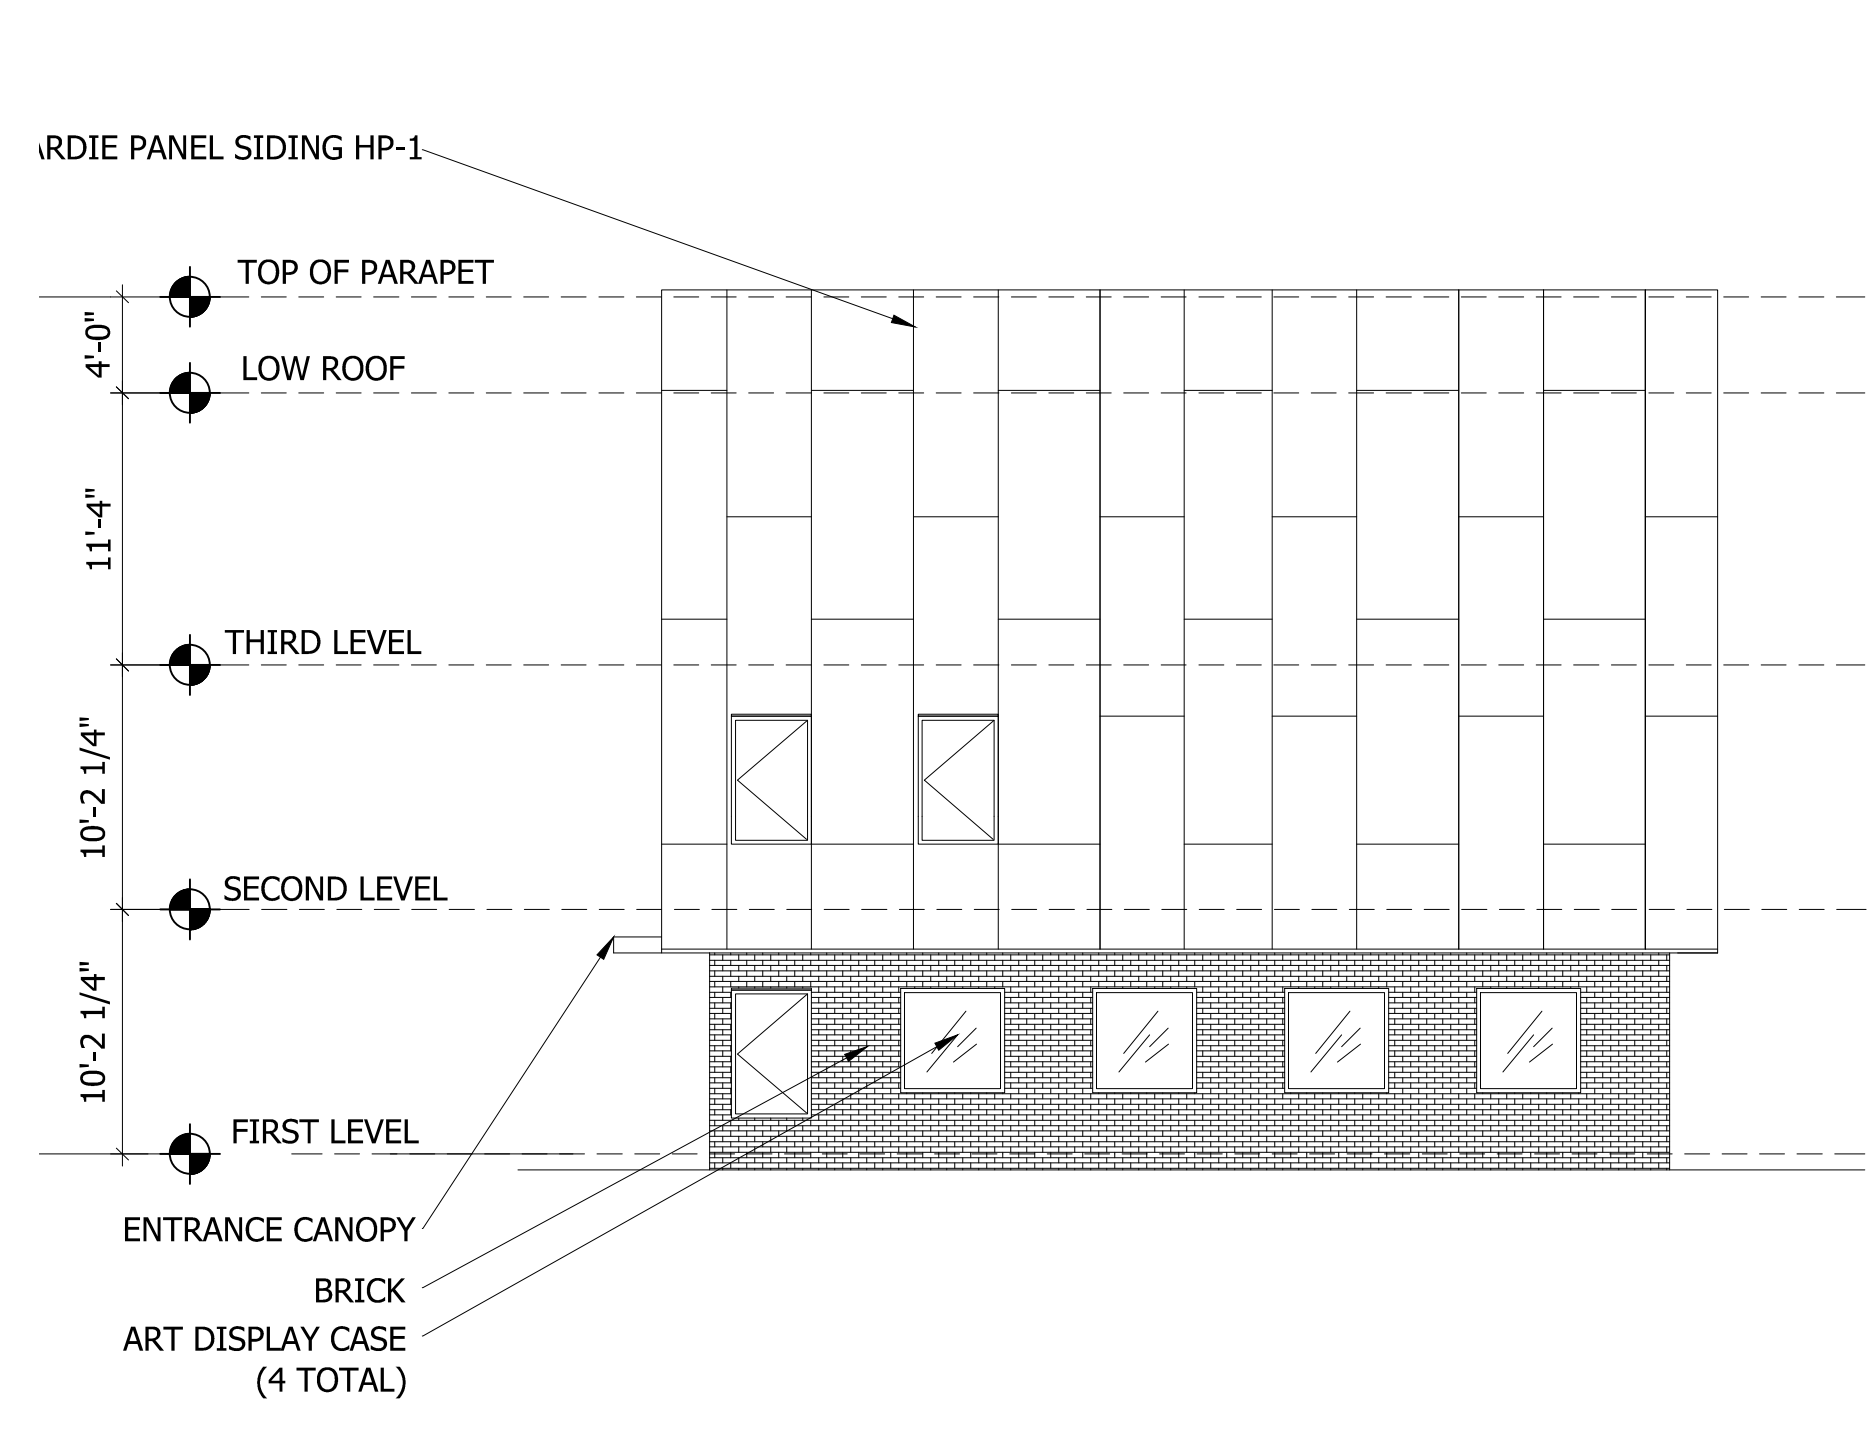 ARDIE PANEL SIDING HP-1
TOP OF PARAPET
4'-0"
LOW ROOF
11'-4"
THIRD LEVEL
10'-2 1/4"
SECOND LEVEL
10'-2 1/4"
FIRST LEVEL
ENTRANCE CANOPY
BRICK
ART DISPLAY CASE
(4 TOTAL)